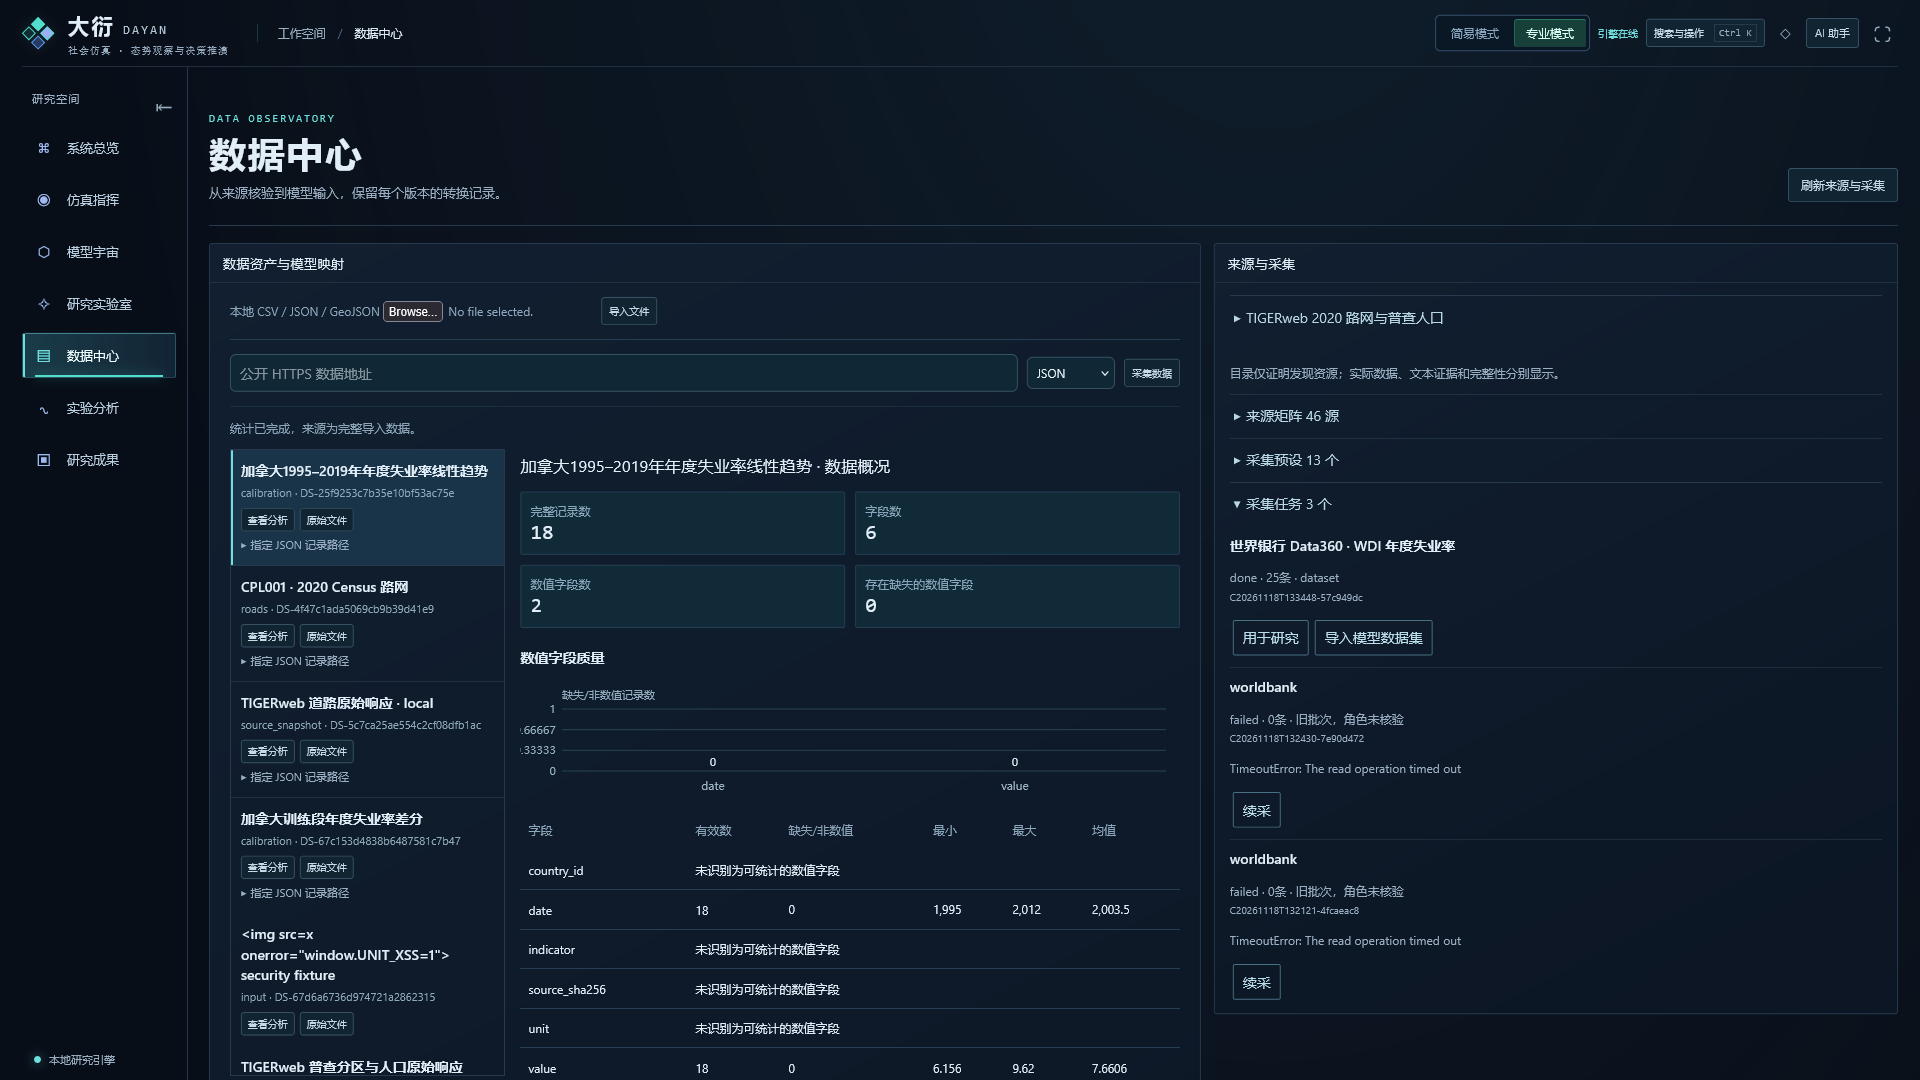 大衍 DAYAN
社会仿真 · 态势观察与决策推演
工作空间 / 数据中心
简易模式
专业模式
引擎在线
搜索与操作 Ctrl K
AI 助手
研究空间
系统总览
仿真指挥
模型宇宙
研究实验室
数据中心
实验分析
研究成果
本地研究引擎
DATA OBSERVATORY
数据中心
从来源核验到模型输入，保留每个版本的转换记录。
刷新来源与采集
数据资产与模型映射
本地 CSV / JSON / GeoJSON Browse... No file selected. 导入文件
公开 HTTPS 数据地址 JSON 采集数据
统计已完成，来源为完整导入数据。
加拿大1995–2019年年度失业率线性趋势
calibration · DS-25f9253c7b35e10bf53ac75e
查看分析 原始文件
▸ 指定 JSON 记录路径
CPL001 · 2020 Census 路网
roads · DS-4f47c1ada5069cb9b39d41e9
查看分析 原始文件
▸ 指定 JSON 记录路径
TIGERweb 道路原始响应 · local
source_snapshot · DS-5c7ca25ae554c2cf08dfb1ac
查看分析 原始文件
▸ 指定 JSON 记录路径
加拿大训练段年度失业率差分
calibration · DS-67c153d4838b6487581c7b47
查看分析 原始文件
▸ 指定 JSON 记录路径
<img src=x
onerror="window.UNIT_XSS=1">
security fixture
input · DS-67d6a6736d974721a2862315
查看分析 原始文件
TIGERweb 普查分区与人口原始响应
加拿大1995–2019年年度失业率线性趋势 · 数据概况
完整记录数
18
字段数
6
数值字段数
2
存在缺失的数值字段
0
数值字段质量
缺失/非数值记录数
1
.66667
.33333
0
0 0
date value
字段 有效数 缺失/非数值 最小 最大 均值
country_id 未识别为可统计的数值字段
date 18 0 1,995 2,012 2,003.5
indicator 未识别为可统计的数值字段
source_sha256 未识别为可统计的数值字段
unit 未识别为可统计的数值字段
value 18 0 6.156 9.62 7.6606
来源与采集
▸ TIGERweb 2020 路网与普查人口
目录仅证明发现资源；实际数据、文本证据和完整性分别显示。
▸ 来源矩阵 46 源
▸ 采集预设 13 个
▾ 采集任务 3 个
世界银行 Data360 · WDI 年度失业率
done · 25条 · dataset
C20261118T133448-57c949dc
用于研究 导入模型数据集
worldbank
failed · 0条 · 旧批次，角色未核验
C20261118T132430-7e90d472
TimeoutError: The read operation timed out
续采
worldbank
failed · 0条 · 旧批次，角色未核验
C20261118T132121-4fcaeac8
TimeoutError: The read operation timed out
续采